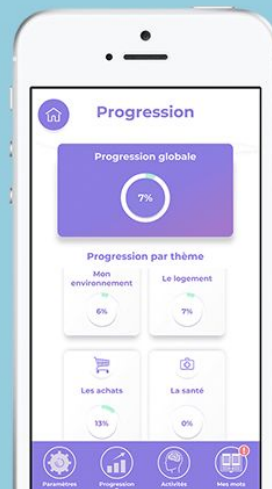 Progression
Progression globale
7%
Progression par thème
Mon
environnement
Le logement
6%
7%
Les achats
La santé
13%
0%
Paramètres
Progression
Activités
Mes mots